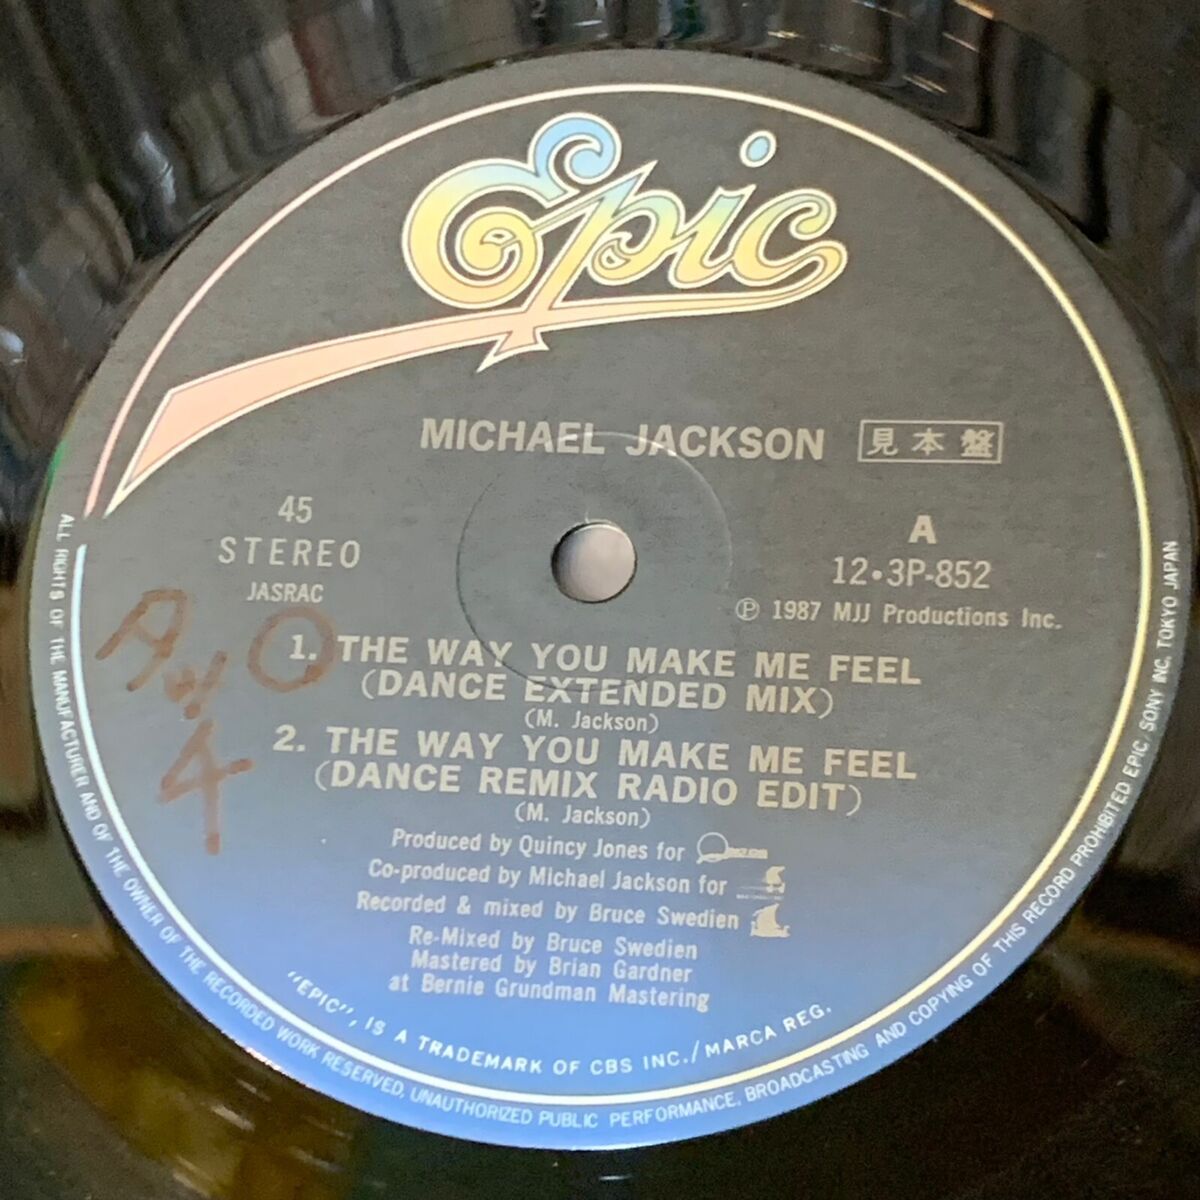 Epic
MICHAEL JACKSON 見本盤
45
STEREO
JASRAC
A
12・3P-852
Ⓟ 1987 MJJ Productions Inc.
1. THE WAY YOU MAKE ME FEEL
(DANCE EXTENDED MIX)
(M. Jackson)
2. THE WAY YOU MAKE ME FEEL
(DANCE REMIX RADIO EDIT)
(M. Jackson)
Produced by Quincy Jones for
Co-produced by Michael Jackson for
Recorded & mixed by Bruce Swedien
Re-Mixed by Bruce Swedien
Mastered by Brian Gardner
at Bernie Grundman Mastering
"EPIC", IS A TRADEMARK OF CBS INC./MARCA REG.
ALL RIGHTS OF THE MANUFACTURER AND OF THE OWNER OF THE RECORDED WORK RESERVED, UNAUTHORIZED PUBLIC PERFORMANCE, BROADCASTING AND COPYING OF THIS RECORD PROHIBITED EPIC, SONY INC. TOKYO JAPAN